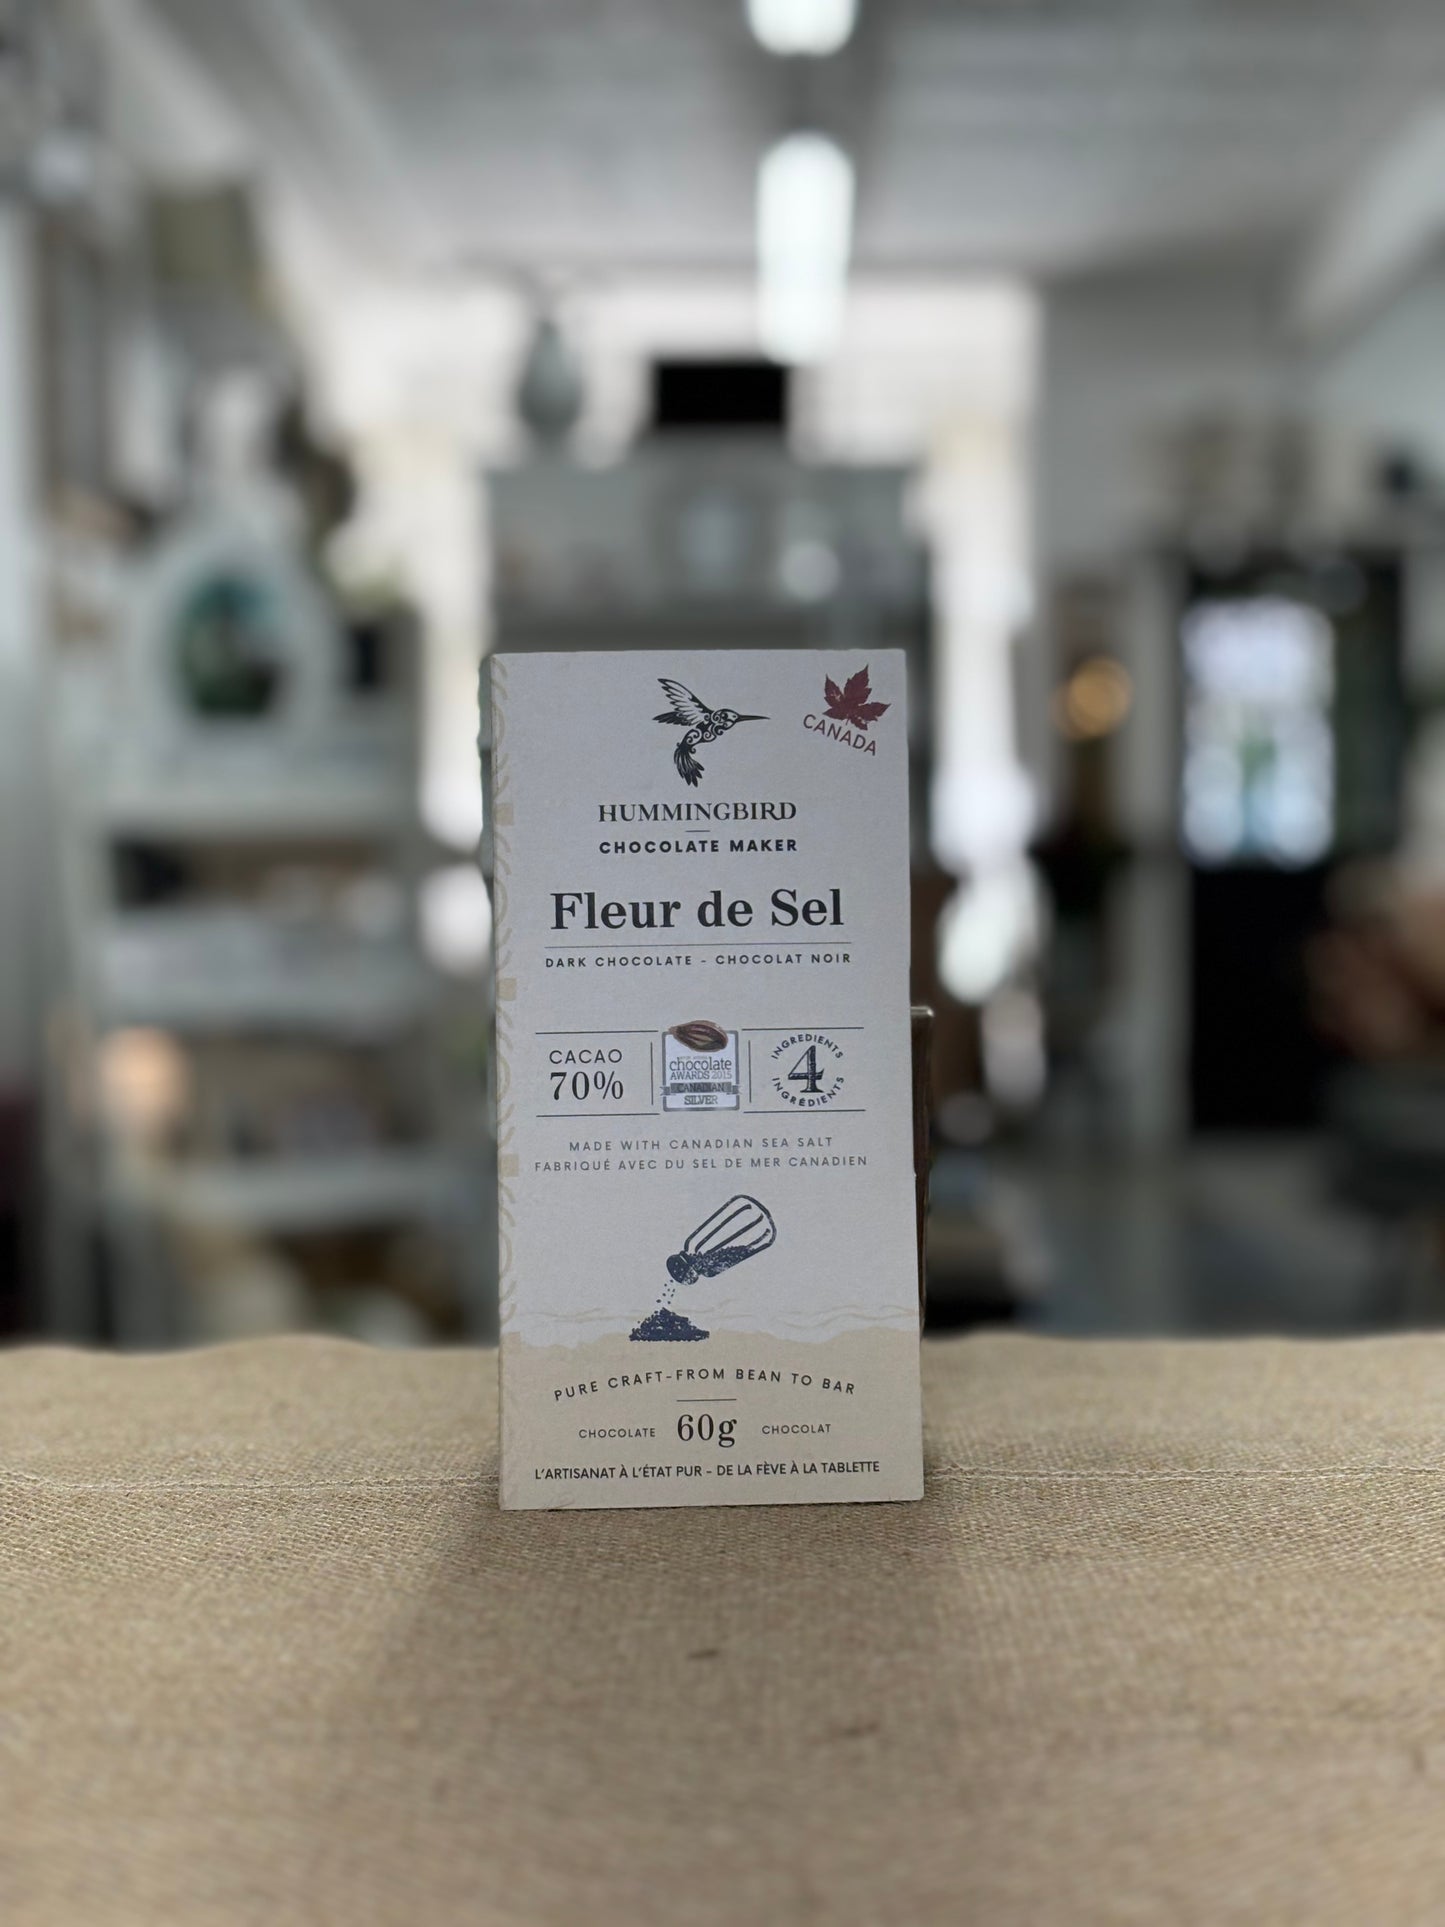 CANADA
HUMMINGBIRD
CHOCOLATE MAKER
Fleur de Sel
DARK CHOCOLATE - CHOCOLAT NOIR
CACAO
70%
chocolate
AWARDS 2015
CANADIAN
SILVER
INGREDIENTS
4
INGRÉDIENTS
MADE WITH CANADIAN SEA SALT
FABRIQUÉ AVEC DU SEL DE MER CANADIEN
PURE CRAFT-FROM BEAN TO BAR
CHOCOLATE 60g CHOCOLAT
L'ARTISANAT À L'ÉTAT PUR - DE LA FÈVE À LA TABLETTE